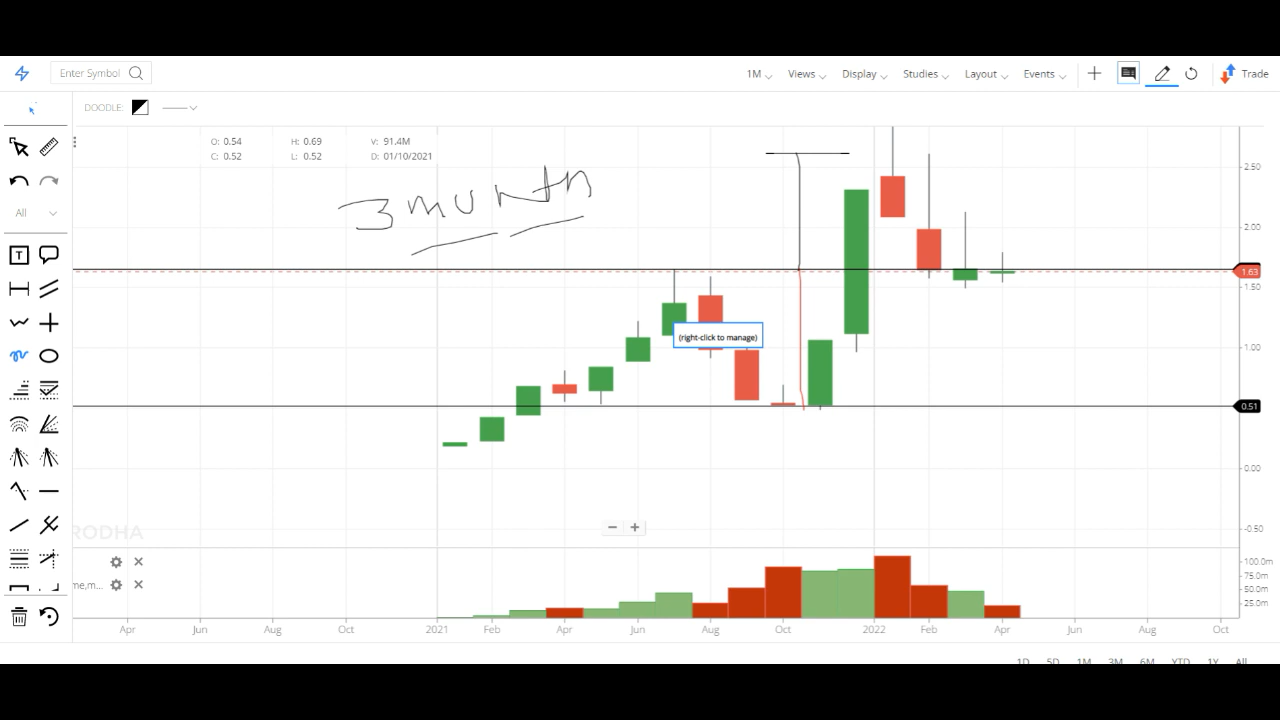 Enter Symbol 1M Views Display Studies Layout Events Trade
DOODLE:
O: 0.54 H: 0.69 V: 91.4M
C: 0.52 L: 0.52 D: 01/10/2021
3 month
All
T
2.50
2.00
1.63
1.50
(right-click to manage)
1.00
0.51
0.00
-0.50
RODHA
100.0m
75.0m
50.0m
25.0m
me,m...
Apr Jun Aug Oct 2021 Feb Apr Jun Aug Oct 2022 Feb Apr Jun Aug Oct
1D 5D 1M 3M 6M YTD 1Y All